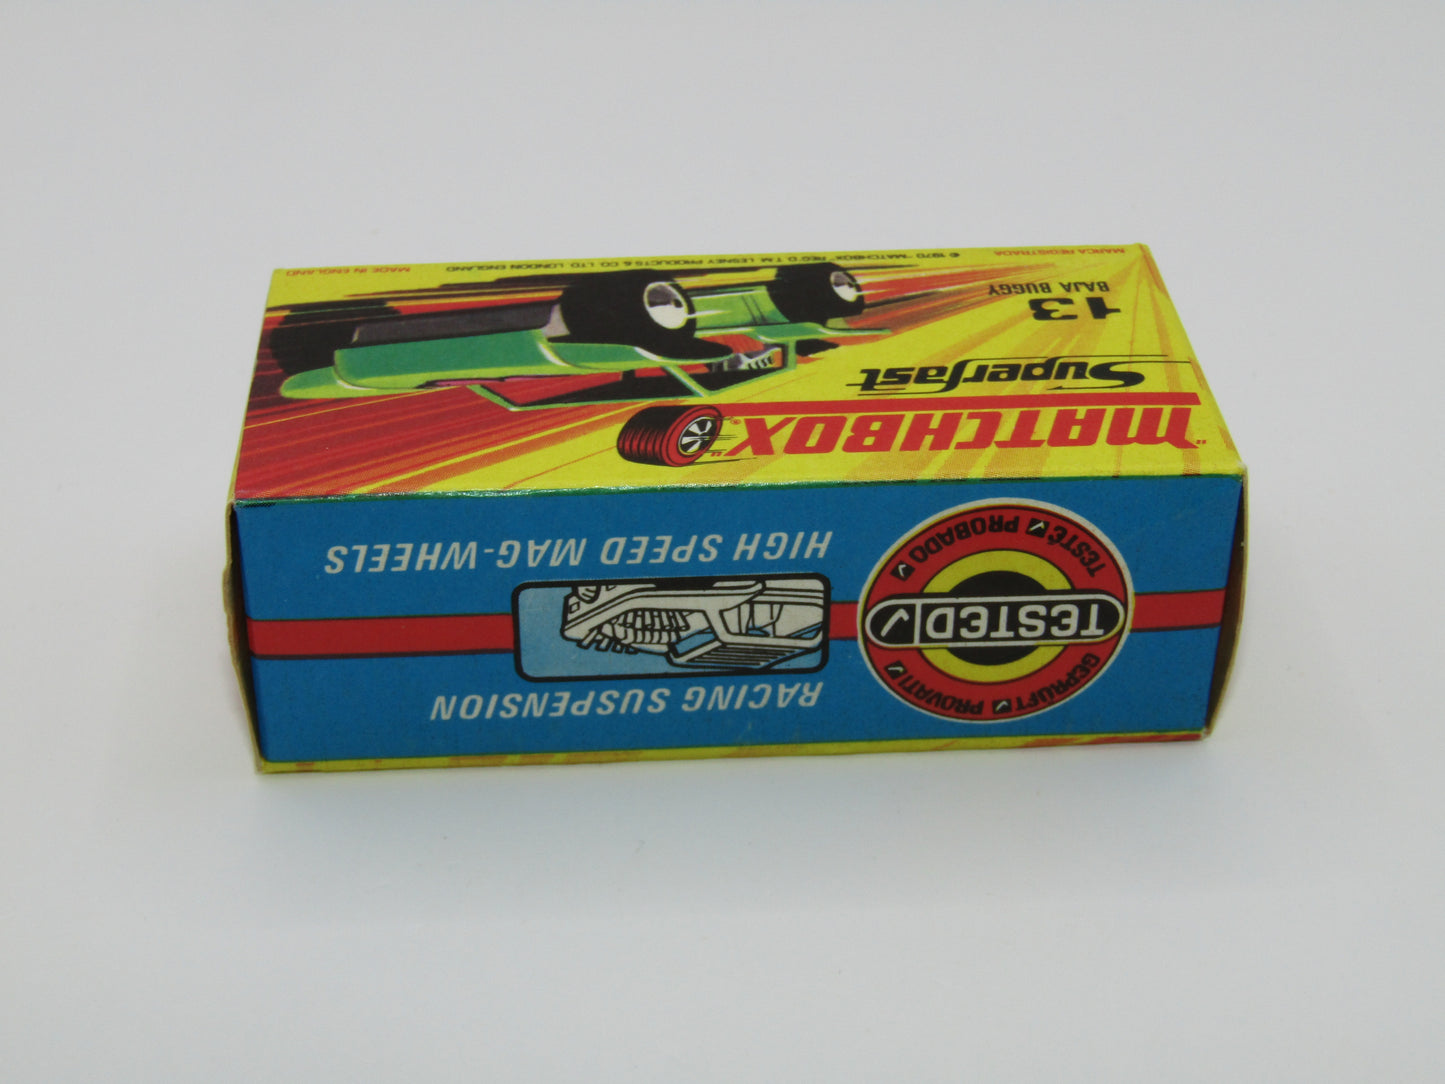 "MATCHBOX"®
Superfast
13
BAJA BUGGY
MARCA REGISTRADA
© 1970 "MATCHBOX" REG'D T.M. LESNEY PRODUCTS & CO. LTD. LONDON ENGLAND
MADE IN ENGLAND
RACING SUSPENSION
HIGH SPEED MAG-WHEELS
GEPRÜFT PROVATI
TESTED
TESTÉ PROBADO